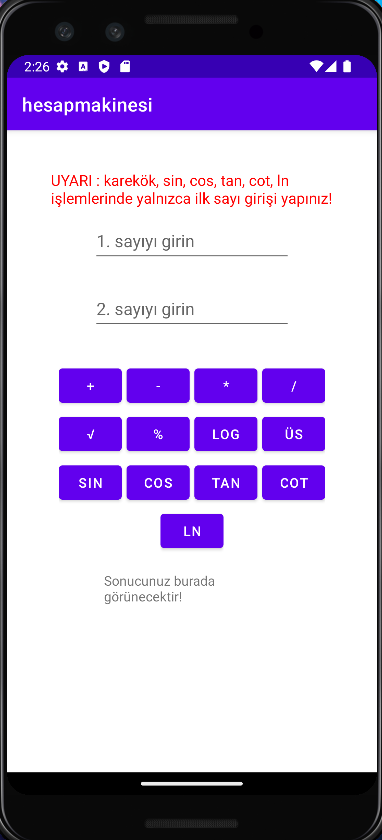 2:26
hesapmakinesi
UYARI : karekök, sin, cos, tan, cot, ln
işlemlerinde yalnızca ilk sayı girişi yapınız!
1. sayıyı girin
2. sayıyı girin
+ - * /
√ % LOG ÜS
SIN COS TAN COT
LN
Sonucunuz burada
görünecektir!